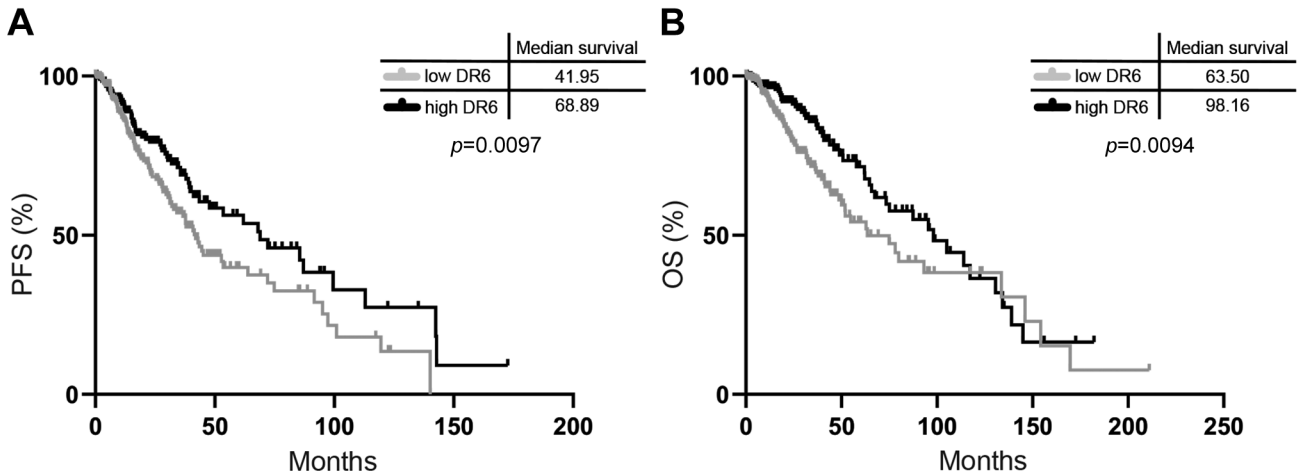 A
Median survival
low DR6 41.95
high DR6 68.89
p=0.0097
PFS (%)
100
50
0
0 50 100 150 200
Months
B
Median survival
low DR6 63.50
high DR6 98.16
p=0.0094
OS (%)
100
50
0
0 50 100 150 200 250
Months